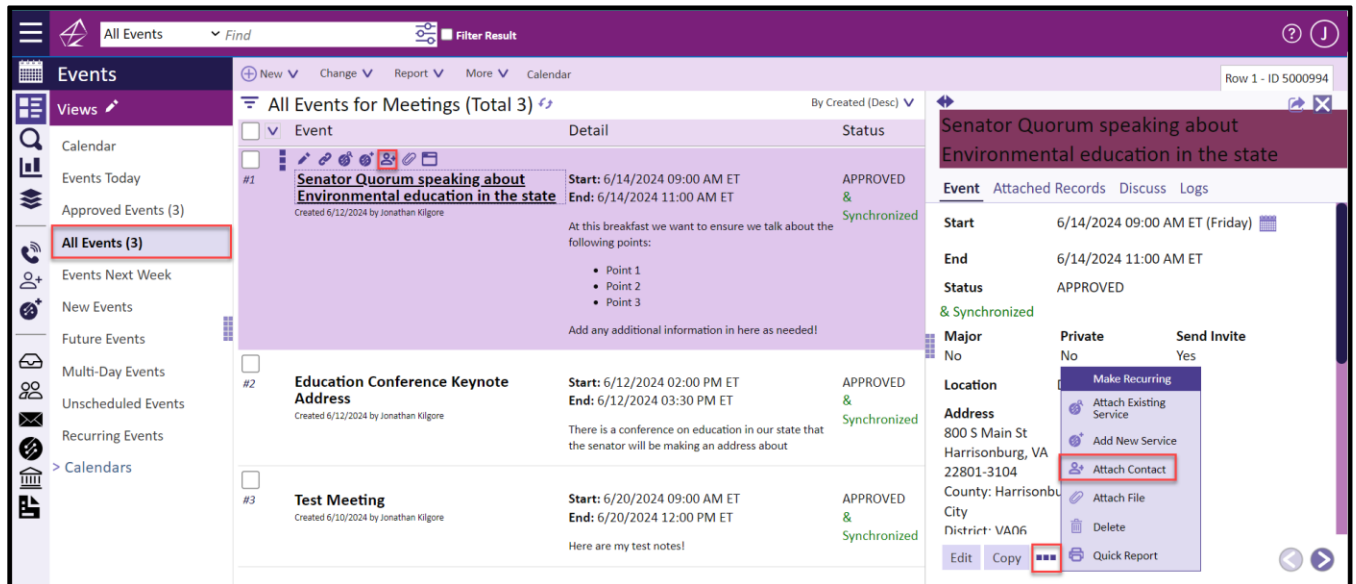 All Events
Find
Filter Result
?
J
Events
New
Change
Report
More
Calendar
Row 1 - ID 5000994
Views
Calendar
Events Today
Approved Events (3)
All Events (3)
Events Next Week
New Events
Future Events
Multi-Day Events
Unscheduled Events
Recurring Events
> Calendars
All Events for Meetings (Total 3)
By Created (Desc)
Event
Detail
Status
#1
Senator Quorum speaking about
Environmental education in the state
Created 6/12/2024 by Jonathan Kilgore
Start: 6/14/2024 09:00 AM ET
End: 6/14/2024 11:00 AM ET
At this breakfast we want to ensure we talk about the
following points:
• Point 1
• Point 2
• Point 3
Add any additional information in here as needed!
APPROVED
&
Synchronized
#2
Education Conference Keynote
Address
Created 6/12/2024 by Jonathan Kilgore
Start: 6/12/2024 02:00 PM ET
End: 6/12/2024 03:30 PM ET
There is a conference on education in our state that
the senator will be making an address about
APPROVED
&
Synchronized
#3
Test Meeting
Created 6/10/2024 by Jonathan Kilgore
Start: 6/20/2024 09:00 AM ET
End: 6/20/2024 12:00 PM ET
Here are my test notes!
APPROVED
&
Synchronized
Senator Quorum speaking about
Environmental education in the state
Event
Attached Records
Discuss
Logs
Start
6/14/2024 09:00 AM ET (Friday)
End
6/14/2024 11:00 AM ET
Status
APPROVED
& Synchronized
Major
Private
Send Invite
No
No
Yes
Location
Address
800 S Main St
Harrisonburg, VA
22801-3104
County: Harrisonbu
City
District: VA06
Make Recurring
Attach Existing
Service
Add New Service
Attach Contact
Attach File
Delete
Quick Report
Edit
Copy